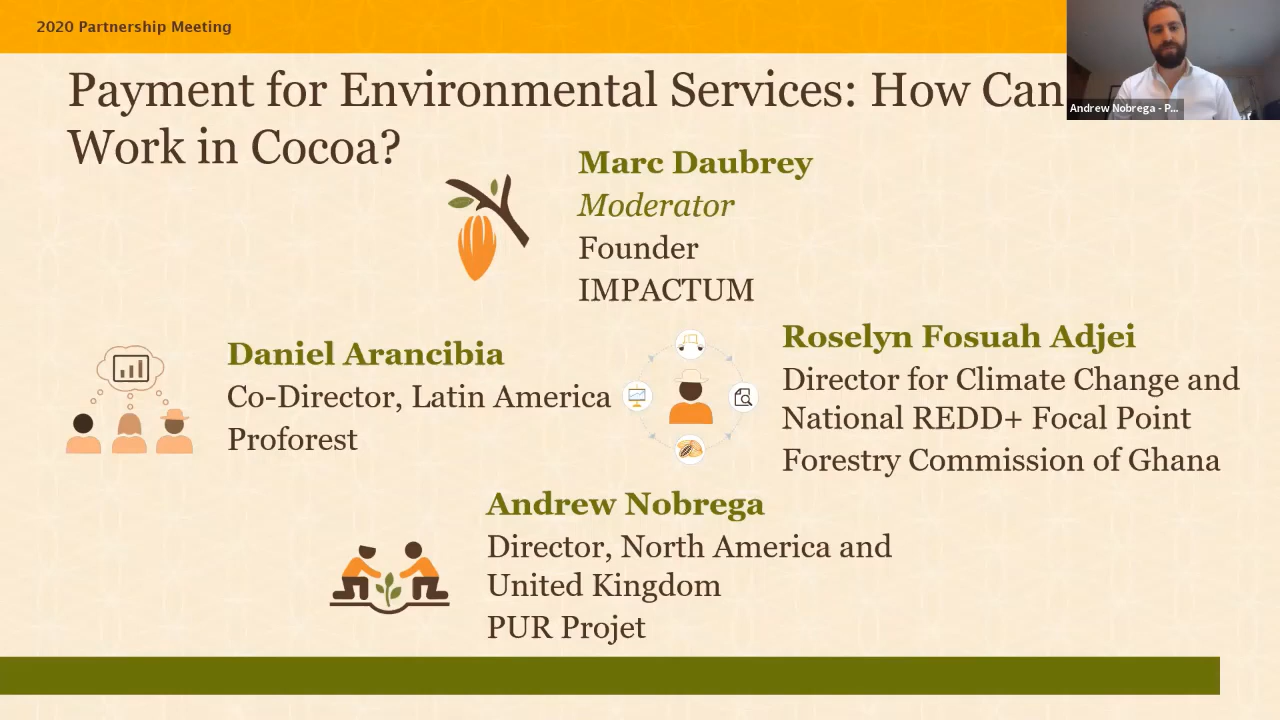 2020 Partnership Meeting
Payment for Environmental Services: How Can
Work in Cocoa?
Andrew Nobrega - P...
Marc Daubrey
Moderator
Founder
IMPACTUM
Daniel Arancibia
Co-Director, Latin America
Proforest
Roselyn Fosuah Adjei
Director for Climate Change and
National REDD+ Focal Point
Forestry Commission of Ghana
Andrew Nobrega
Director, North America and
United Kingdom
PUR Projet